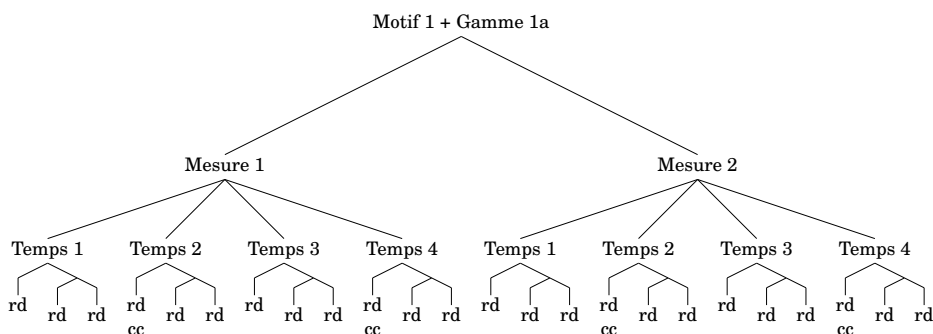 Motif 1 + Gamme 1a
Mesure 1 Mesure 2
Temps 1 Temps 2 Temps 3 Temps 4 Temps 1 Temps 2 Temps 3 Temps 4
rd rd rd rd rd rd rd rd
rd rd rd rd rd rd rd rd rd rd rd rd rd rd rd rd
cc cc cc cc